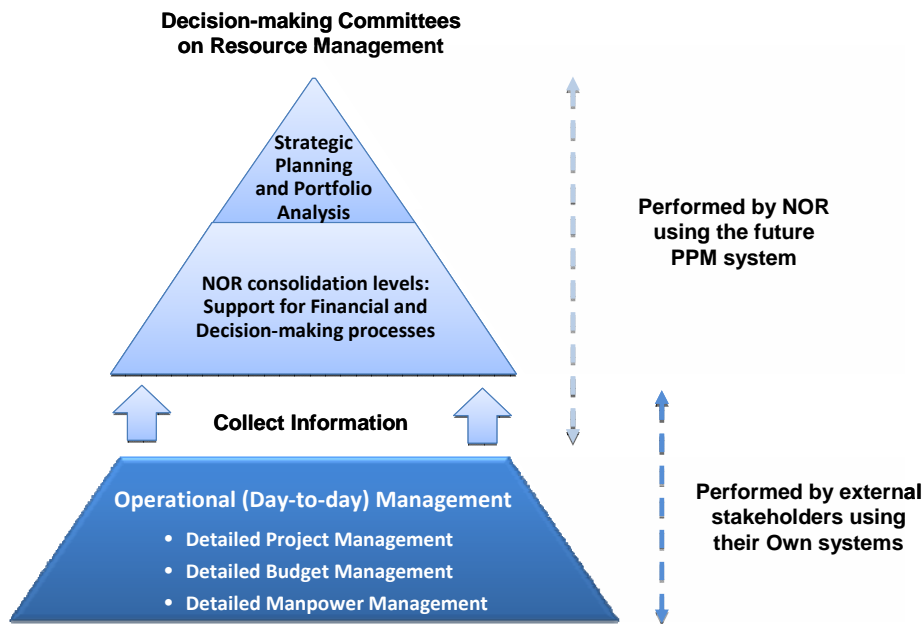 Decision-making Committees
on Resource Management
Strategic
Planning
and Portfolio
Analysis
NOR consolidation levels:
Support for Financial and
Decision-making processes
Performed by NOR
using the future
PPM system
Collect Information
Operational (Day-to-day) Management
• Detailed Project Management
• Detailed Budget Management
• Detailed Manpower Management
Performed by external
stakeholders using
their Own systems